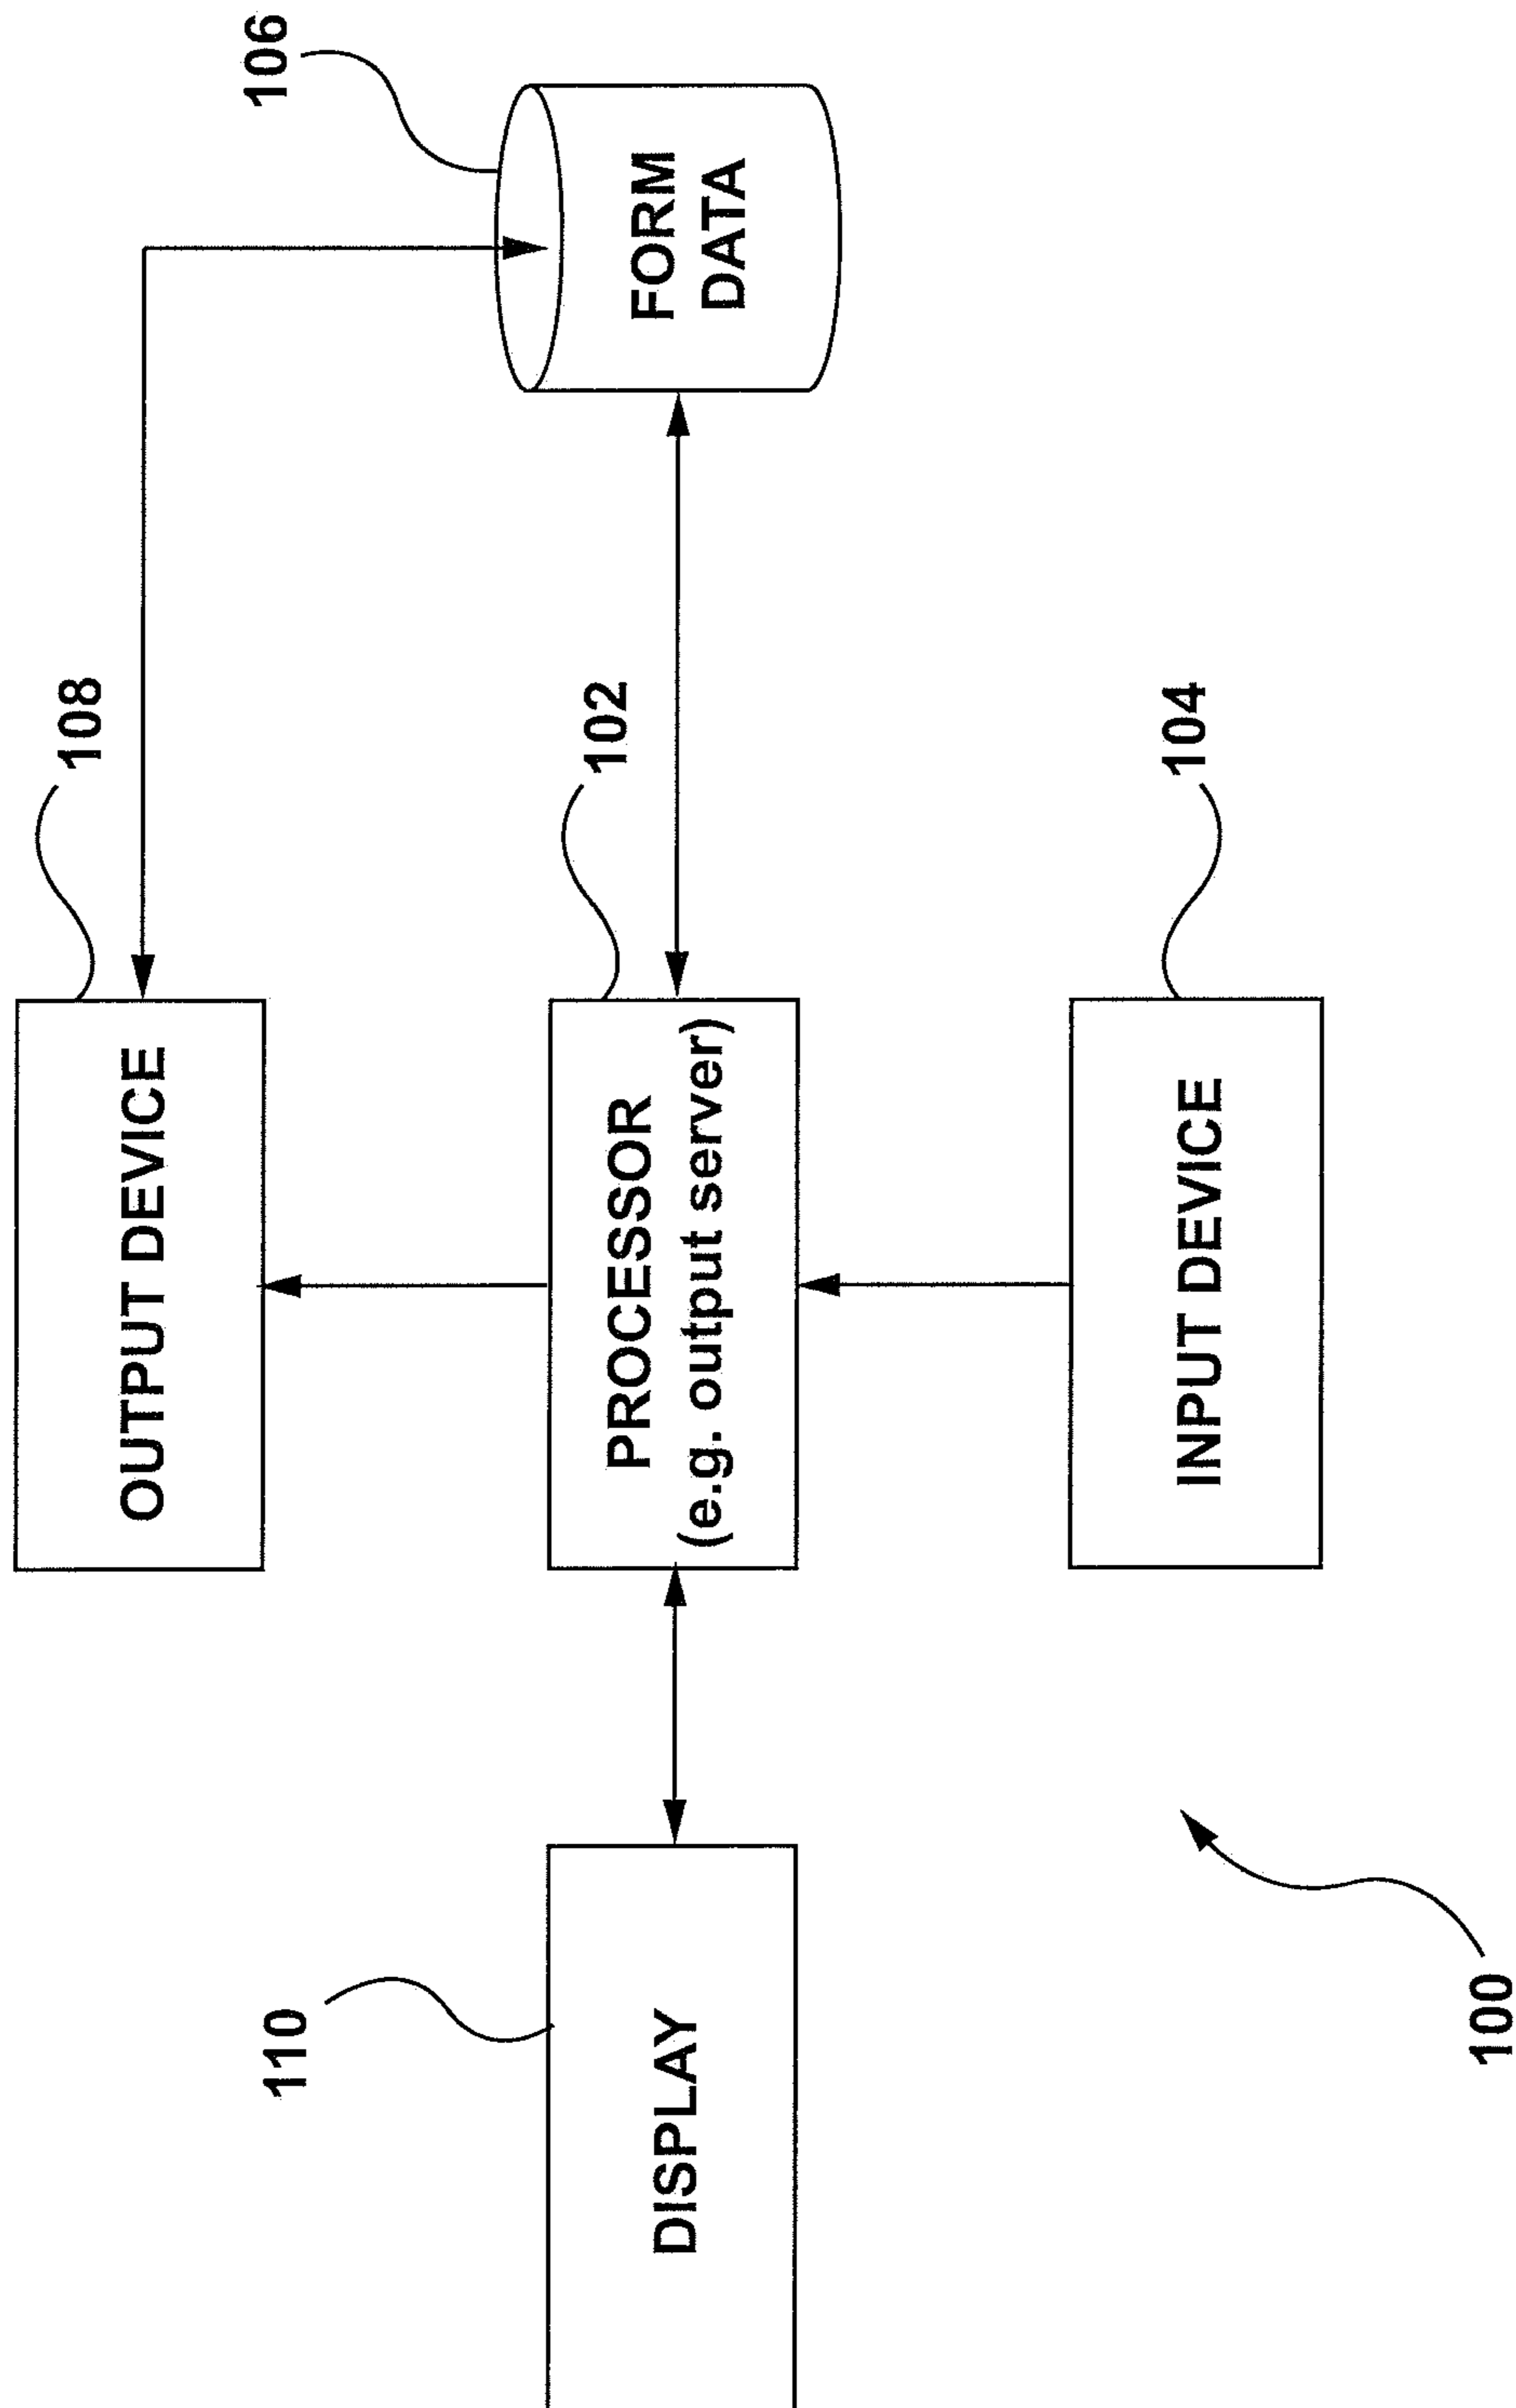 108
OUTPUT DEVICE
106
FORM
DATA
102
PROCESSOR
(e.g. output server)
110
DISPLAY
104
INPUT DEVICE
100